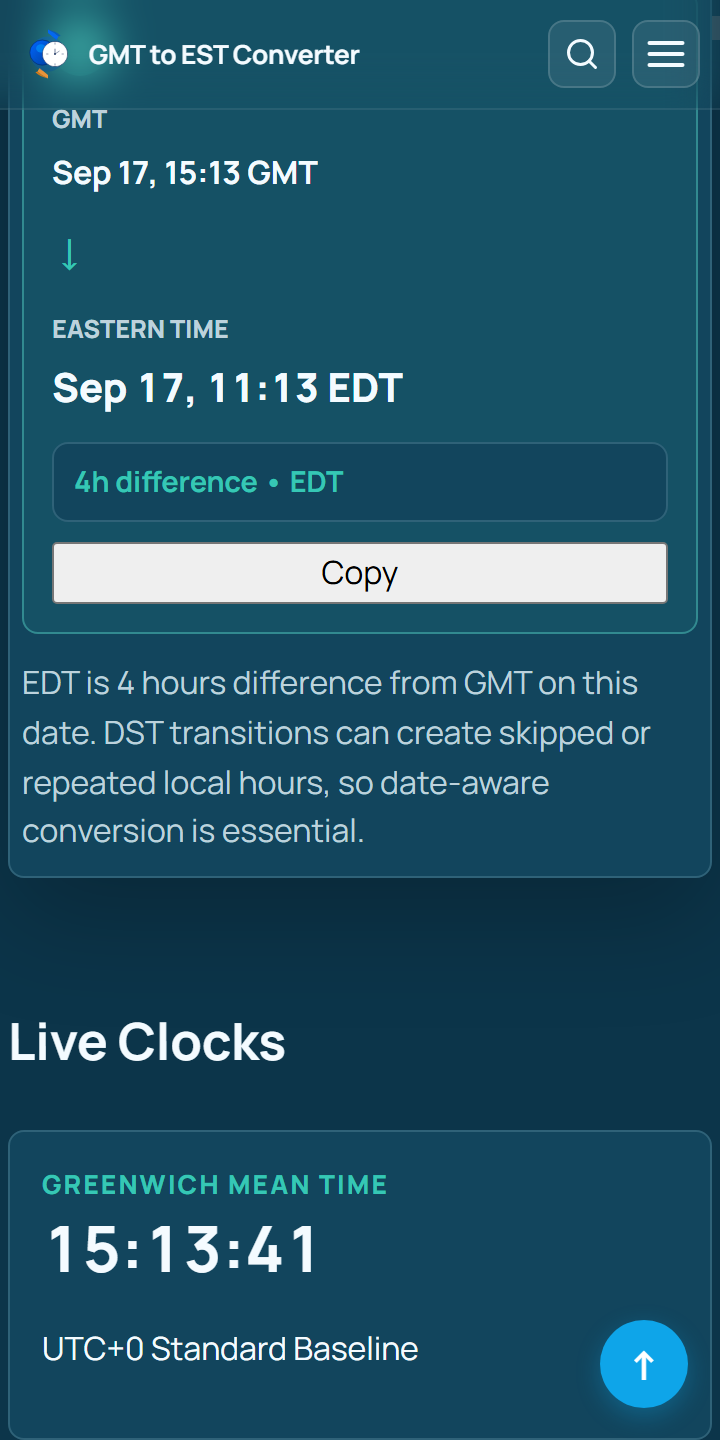 GMT to EST Converter
GMT
Sep 17, 15:13 GMT
↓
EASTERN TIME
Sep 17, 11:13 EDT
4h difference • EDT
Copy
EDT is 4 hours difference from GMT on this
date. DST transitions can create skipped or
repeated local hours, so date-aware
conversion is essential.
Live Clocks
GREENWICH MEAN TIME
15:13:41
UTC+0 Standard Baseline
↑